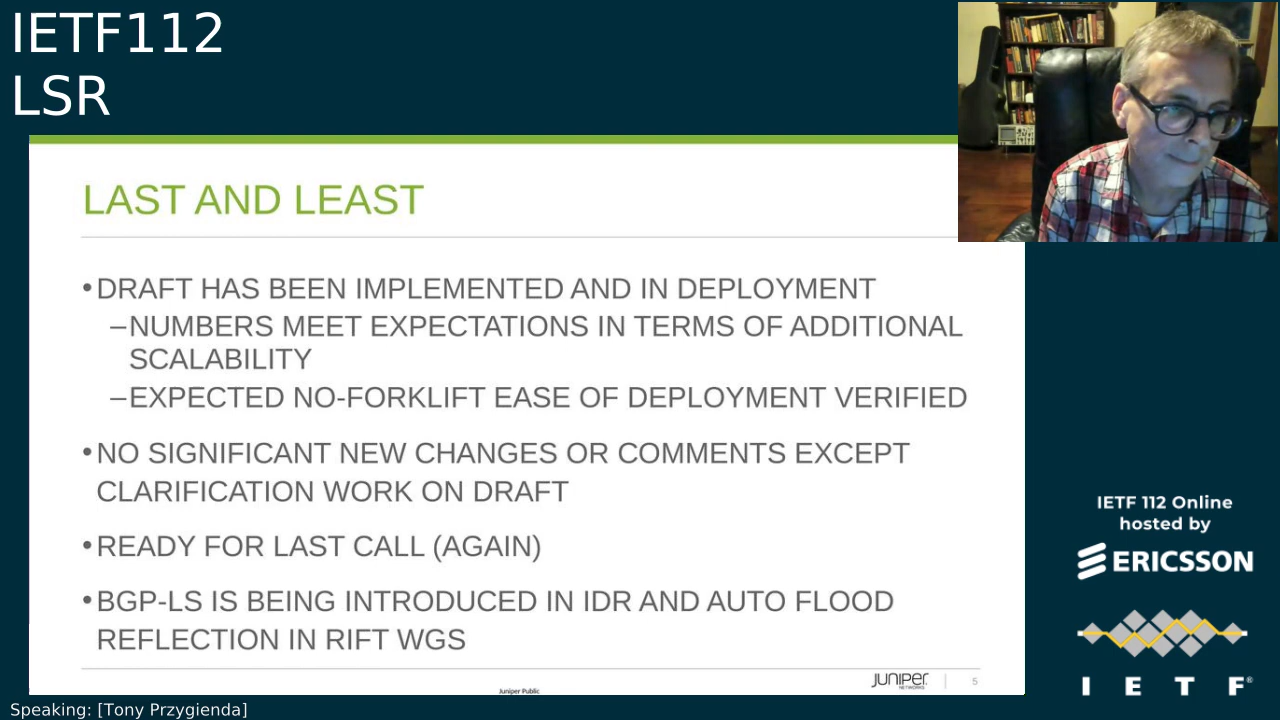 IETF112
LSR
LAST AND LEAST
•DRAFT HAS BEEN IMPLEMENTED AND IN DEPLOYMENT
–NUMBERS MEET EXPECTATIONS IN TERMS OF ADDITIONAL
SCALABILITY
–EXPECTED NO-FORKLIFT EASE OF DEPLOYMENT VERIFIED
•NO SIGNIFICANT NEW CHANGES OR COMMENTS EXCEPT
CLARIFICATION WORK ON DRAFT
•READY FOR LAST CALL (AGAIN)
•BGP-LS IS BEING INTRODUCED IN IDR AND AUTO FLOOD
REFLECTION IN RIFT WGS
JUNIPER
NETWORKS
5
Juniper Public
IETF 112 Online
hosted by
ERICSSON
I E T F®
Speaking: [Tony Przygienda]